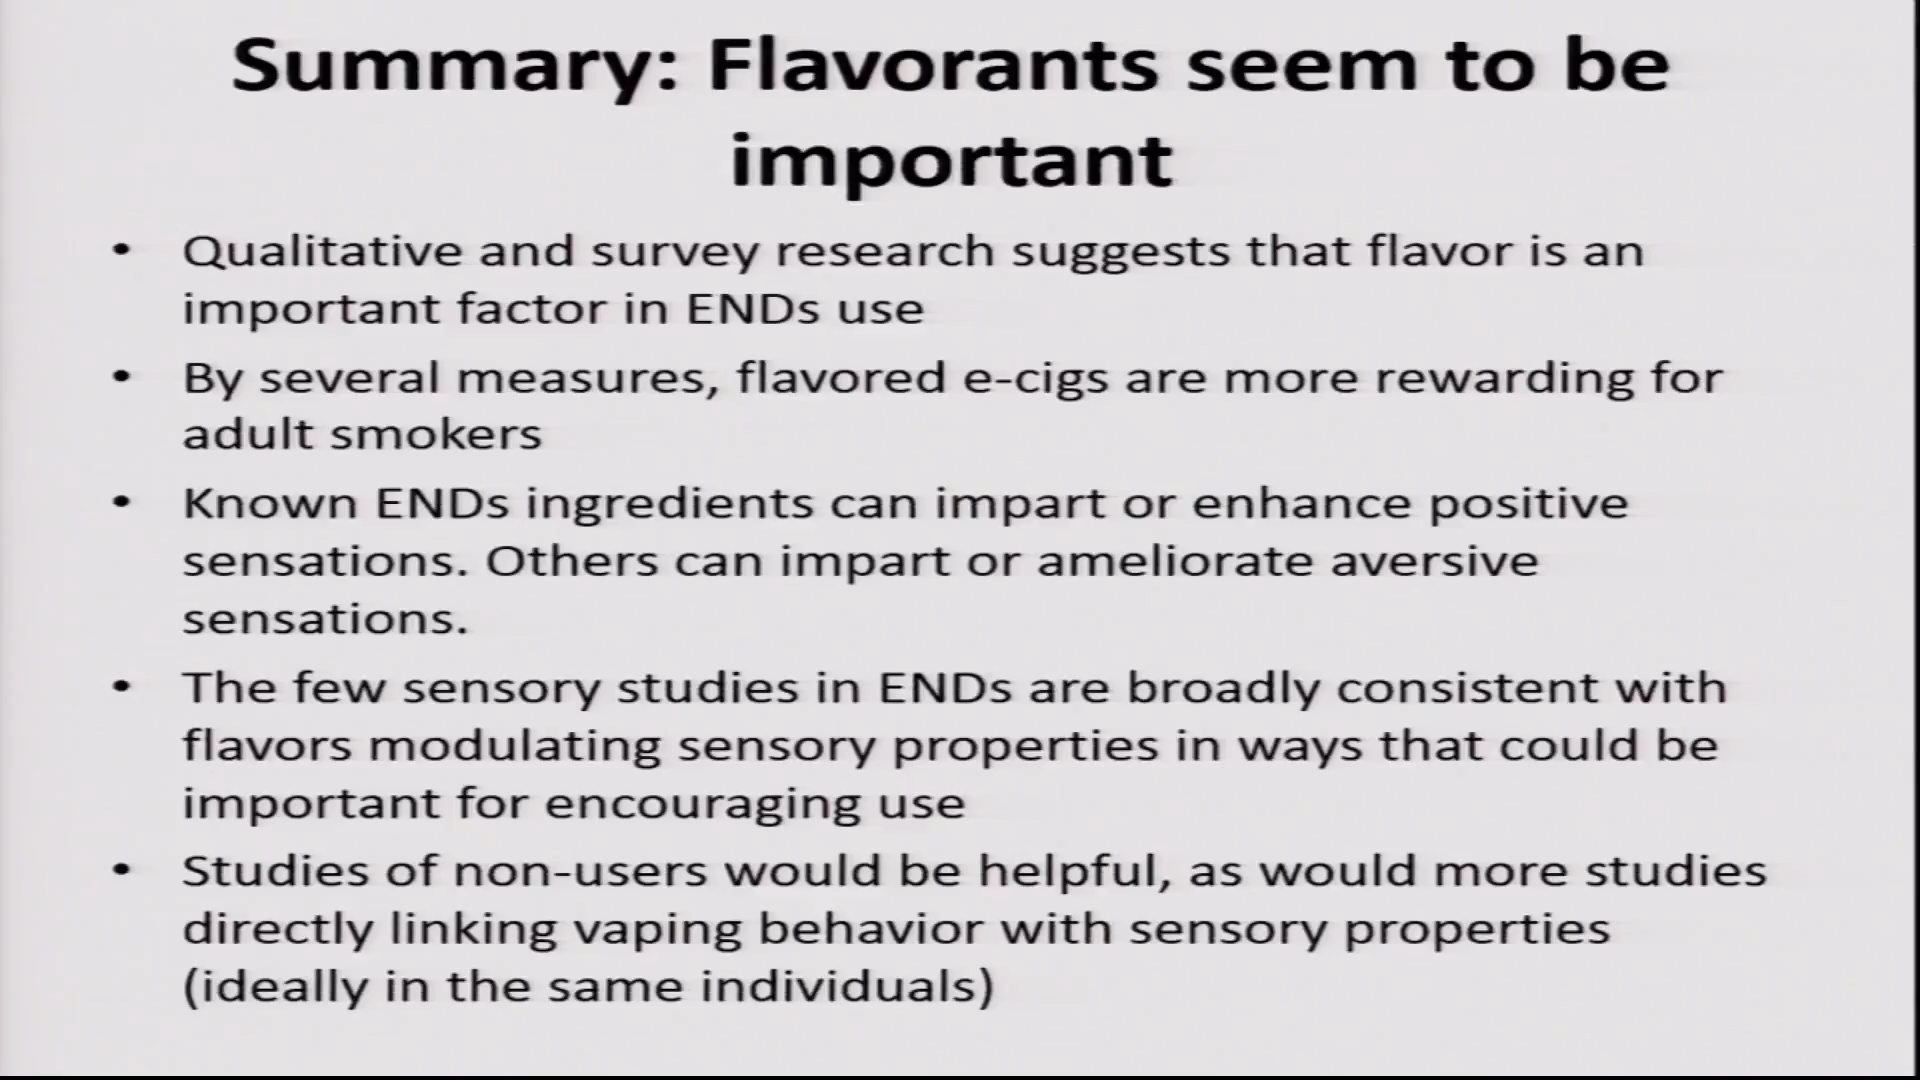 Summary: Flavorants seem to be
important
• Qualitative and survey research suggests that flavor is an
important factor in ENDs use
• By several measures, flavored e-cigs are more rewarding for
adult smokers
• Known ENDs ingredients can impart or enhance positive
sensations. Others can impart or ameliorate aversive
sensations.
• The few sensory studies in ENDs are broadly consistent with
flavors modulating sensory properties in ways that could be
important for encouraging use
• Studies of non-users would be helpful, as would more studies
directly linking vaping behavior with sensory properties
(ideally in the same individuals)